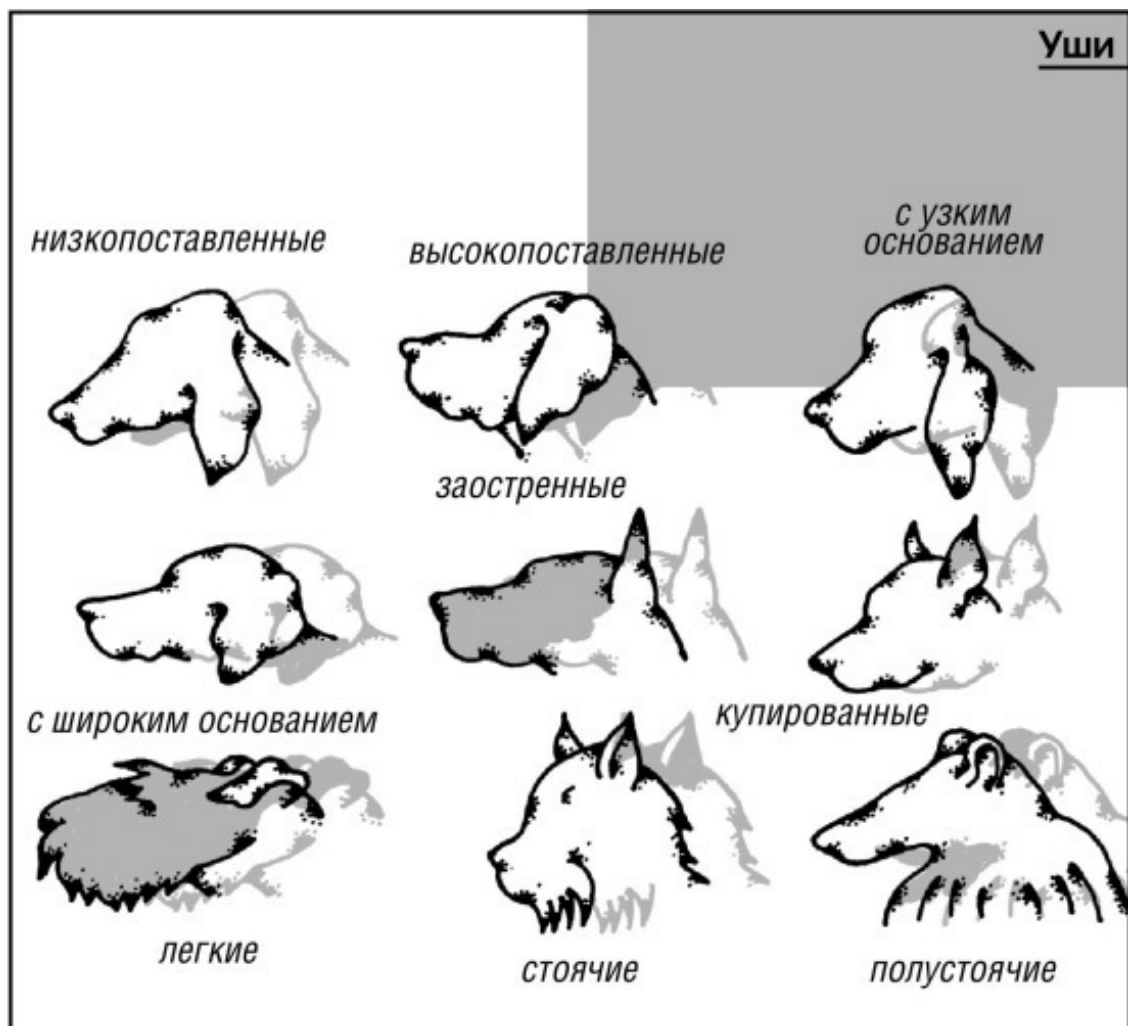 Уши
низкопоставленные
высокопоставленные
с узким
основанием
заостренные
с широким основанием
купированные
легкие
стоячие
полустоячие